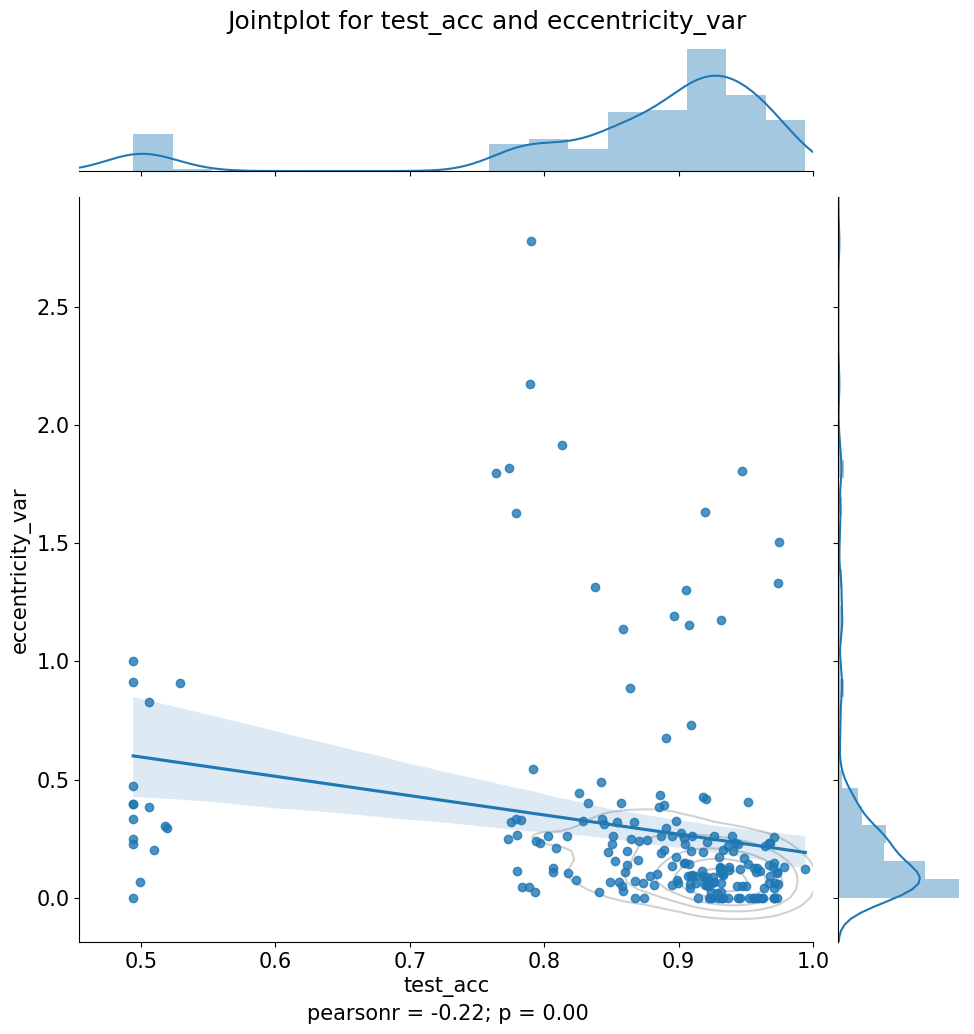 Jointplot for test_acc and eccentricity_var
2.5
2.0
1.5
1.0
0.5
0.0
eccentricity_var
0.5 0.6 0.7 0.8 0.9 1.0
test_acc
pearsonr = -0.22; p = 0.00